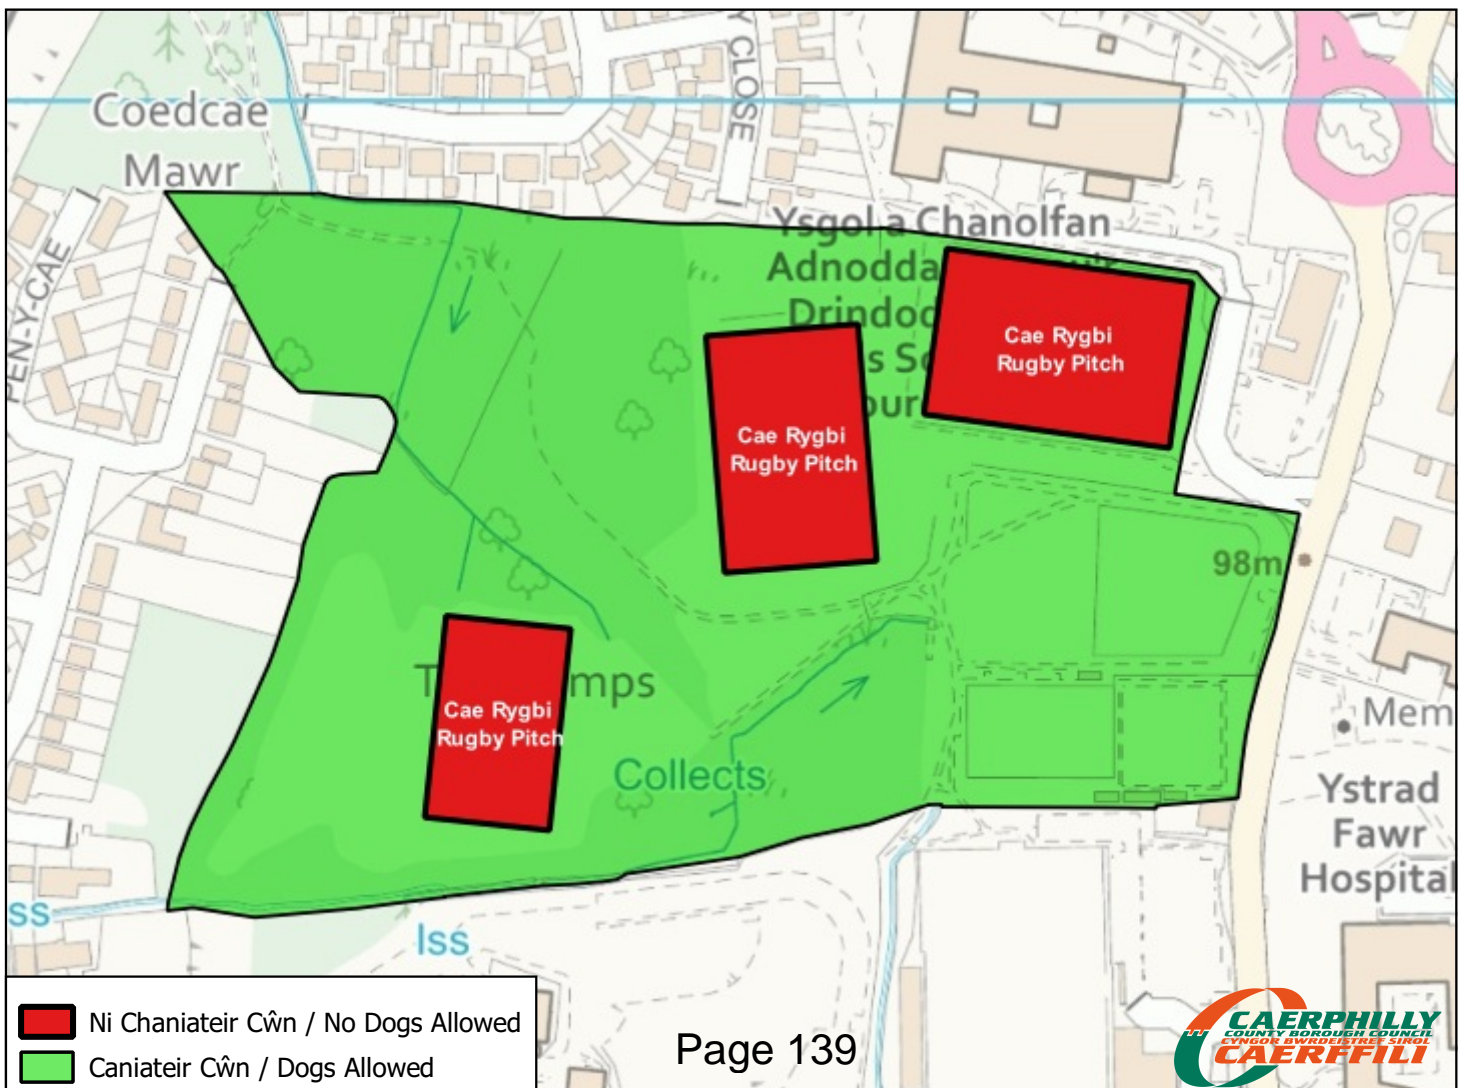 Coedcae
Mawr
Y CLOSE
PEN-Y-CAE
Ysgol a Chanolfan
Adnodda
Drindod
s So
our
Cae Rygbi
Rugby Pitch
Cae Rygbi
Rugby Pitch
98m
T mps
Cae Rygbi
Rugby Pitch
Collects
Mem
Ystrad
Fawr
Hospital
ss
Iss
Ni Chaniateir Cŵn / No Dogs Allowed
Caniateir Cŵn / Dogs Allowed
Page 139
CAERPHILLY
COUNTY BOROUGH COUNCIL
CYNGOR BWRDEISTREF SIROL
CAERFFILI